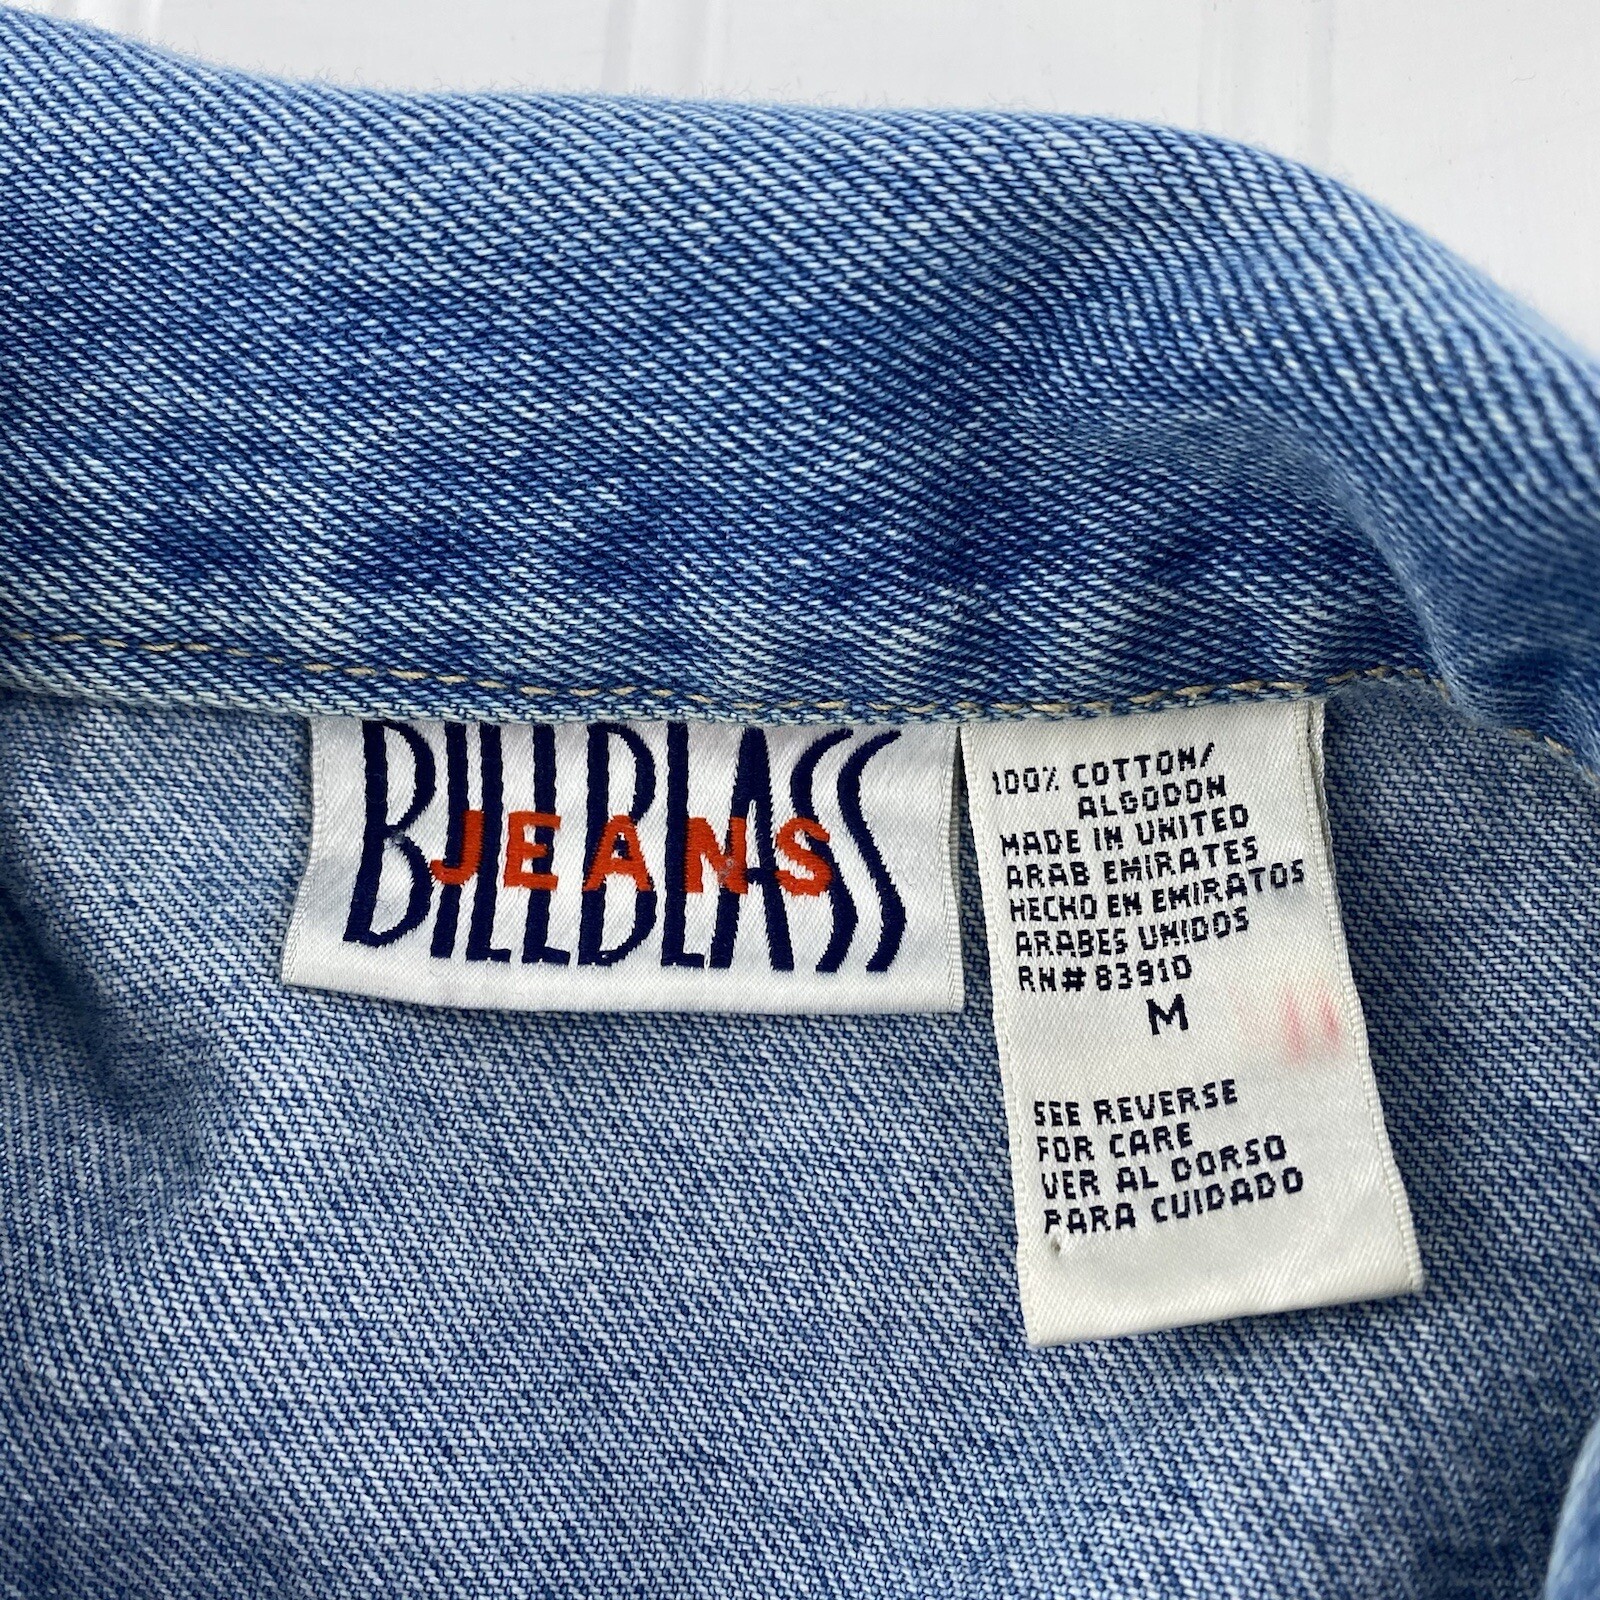 BILLBLASS
JEANS
100% COTTON/
ALGODON
MADE IN UNITED
ARAB EMIRATES
HECHO EN EMIRATOS
ARABES UNIDOS
RN# 83910
M
SEE REVERSE
FOR CARE
VER AL DORSO
PARA CUIDADO